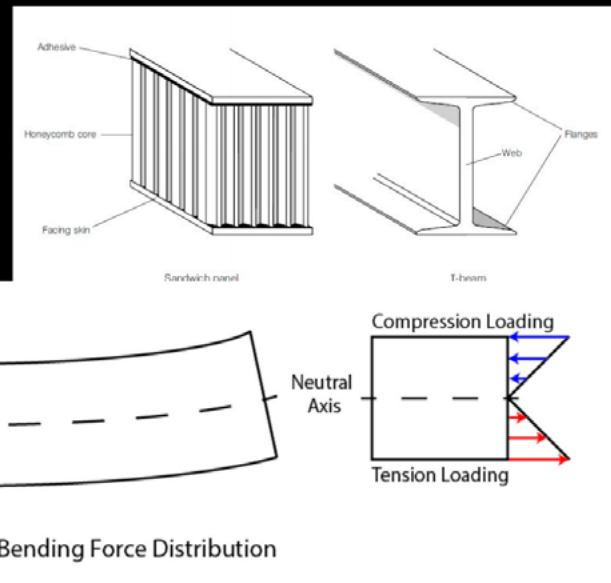 Adhesive
Honeycomb core
Facing skin
Sandwich panel
Flanges
Web
I-beam
Compression Loading
Neutral
Axis
Tension Loading
Bending Force Distribution